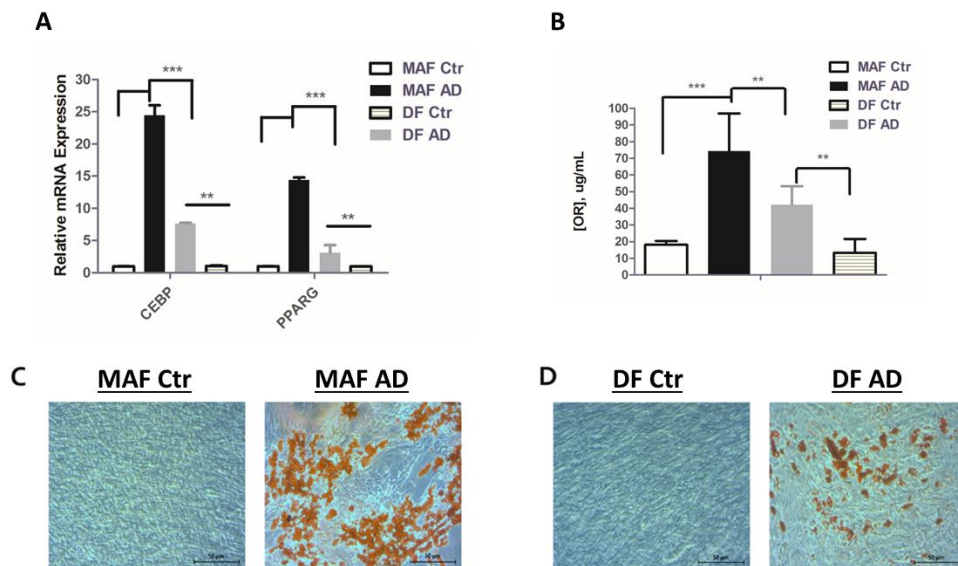 A
Relative mRNA Expression
30
25
20
15
10
5
0
***
**
***
**
CEBP
PPARG
MAF Ctr
MAF AD
DF Ctr
DF AD
B
[OR], ug/mL
100
90
80
70
60
50
40
30
20
10
0
***
**
**
MAF Ctr
MAF AD
DF Ctr
DF AD
C
MAF Ctr
MAF AD
50 µm
50 µm
D
DF Ctr
DF AD
50 µm
50 µm